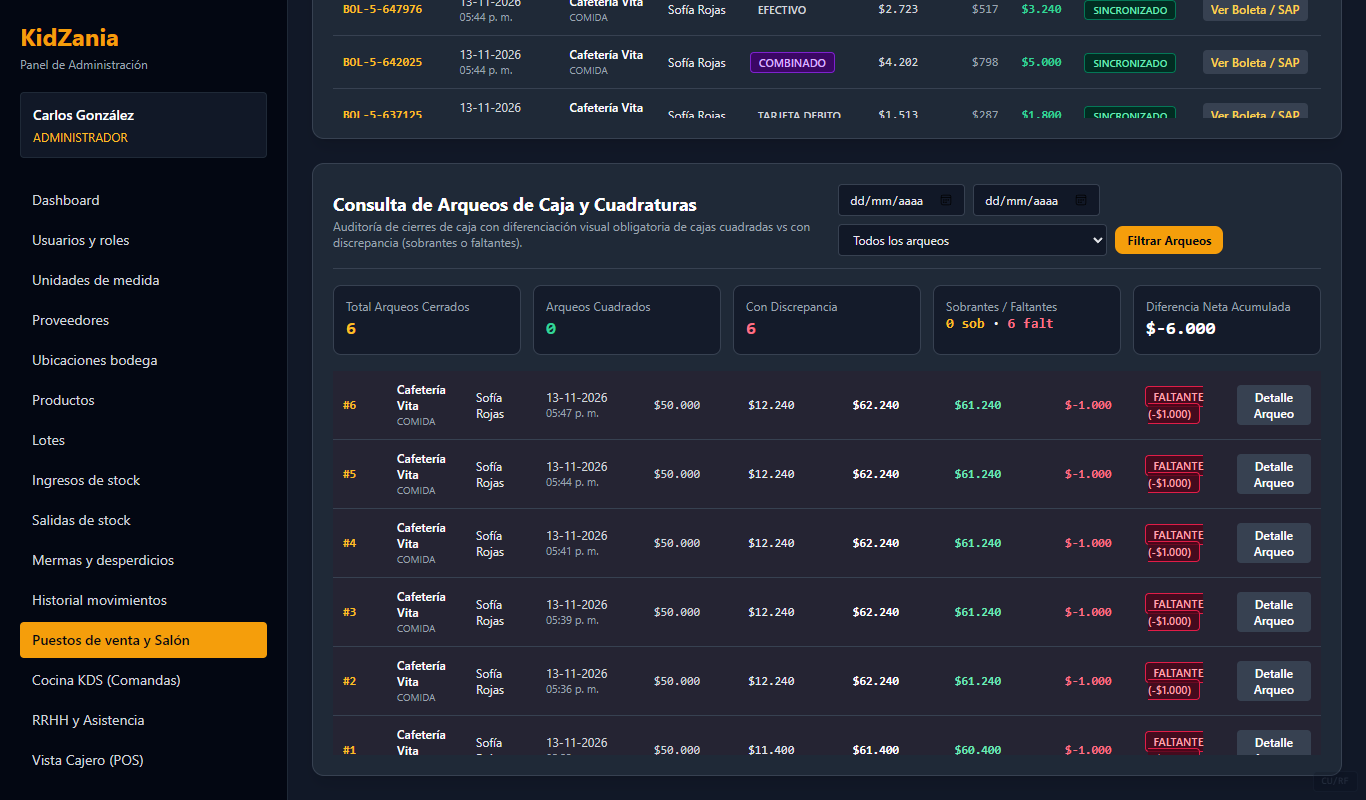 KidZania
Panel de Administración
Carlos González
ADMINISTRADOR
Dashboard
Usuarios y roles
Unidades de medida
Proveedores
Ubicaciones bodega
Productos
Lotes
Ingresos de stock
Salidas de stock
Mermas y desperdicios
Historial movimientos
Puestos de venta y Salón
Cocina KDS (Comandas)
RRHH y Asistencia
Vista Cajero (POS)
BOL-5-647976 13-11-2026 Cafetería Vita Sofía Rojas EFECTIVO $2.723 $517 $3.240 SINCRONIZADO Ver Boleta / SAP
05:44 p. m. COMIDA
BOL-5-642025 13-11-2026 Cafetería Vita Sofía Rojas COMBINADO $4.202 $798 $5.000 SINCRONIZADO Ver Boleta / SAP
05:44 p. m. COMIDA
BOL-5-637125 13-11-2026 Cafetería Vita Sofía Rojas TARJETA DEBITO $1.513 $287 $1.800 SINCRONIZADO Ver Boleta / SAP
Consulta de Arqueos de Caja y Cuadraturas
Auditoría de cierres de caja con diferenciación visual obligatoria de cajas cuadradas vs con
discrepancia (sobrantes o faltantes).
dd/mm/aaaa dd/mm/aaaa
Todos los arqueos Filtrar Arqueos
Total Arqueos Cerrados
6
Arqueos Cuadrados
0
Con Discrepancia
6
Sobrantes / Faltantes
0 sob • 6 falt
Diferencia Neta Acumulada
$-6.000
#6 Cafetería Vita COMIDA Sofía Rojas 13-11-2026 05:47 p. m. $50.000 $12.240 $62.240 $61.240 $-1.000 FALTANTE (-$1.000) Detalle Arqueo
#5 Cafetería Vita COMIDA Sofía Rojas 13-11-2026 05:44 p. m. $50.000 $12.240 $62.240 $61.240 $-1.000 FALTANTE (-$1.000) Detalle Arqueo
#4 Cafetería Vita COMIDA Sofía Rojas 13-11-2026 05:41 p. m. $50.000 $12.240 $62.240 $61.240 $-1.000 FALTANTE (-$1.000) Detalle Arqueo
#3 Cafetería Vita COMIDA Sofía Rojas 13-11-2026 05:39 p. m. $50.000 $12.240 $62.240 $61.240 $-1.000 FALTANTE (-$1.000) Detalle Arqueo
#2 Cafetería Vita COMIDA Sofía Rojas 13-11-2026 05:36 p. m. $50.000 $12.240 $62.240 $61.240 $-1.000 FALTANTE (-$1.000) Detalle Arqueo
#1 Cafetería Vita Sofía 13-11-2026 $50.000 $11.400 $61.400 $60.400 $-1.000 FALTANTE Detalle